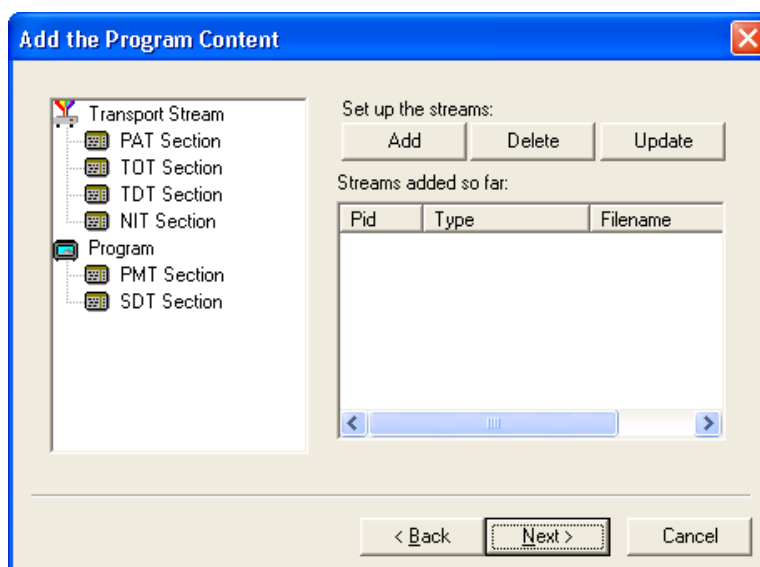 Add the Program Content
Transport Stream
PAT Section
TOT Section
TDT Section
NIT Section
Program
PMT Section
SDT Section
Set up the streams:
Add Delete Update
Streams added so far:
Pid Type Filename
< Back Next > Cancel